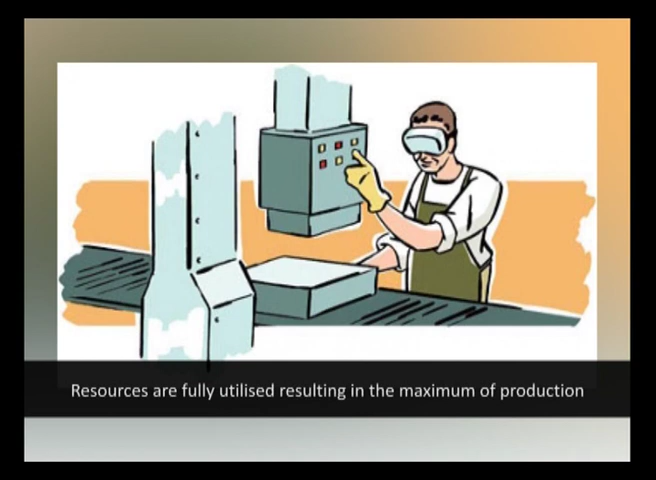 Resources are fully utilised resulting in the maximum of production